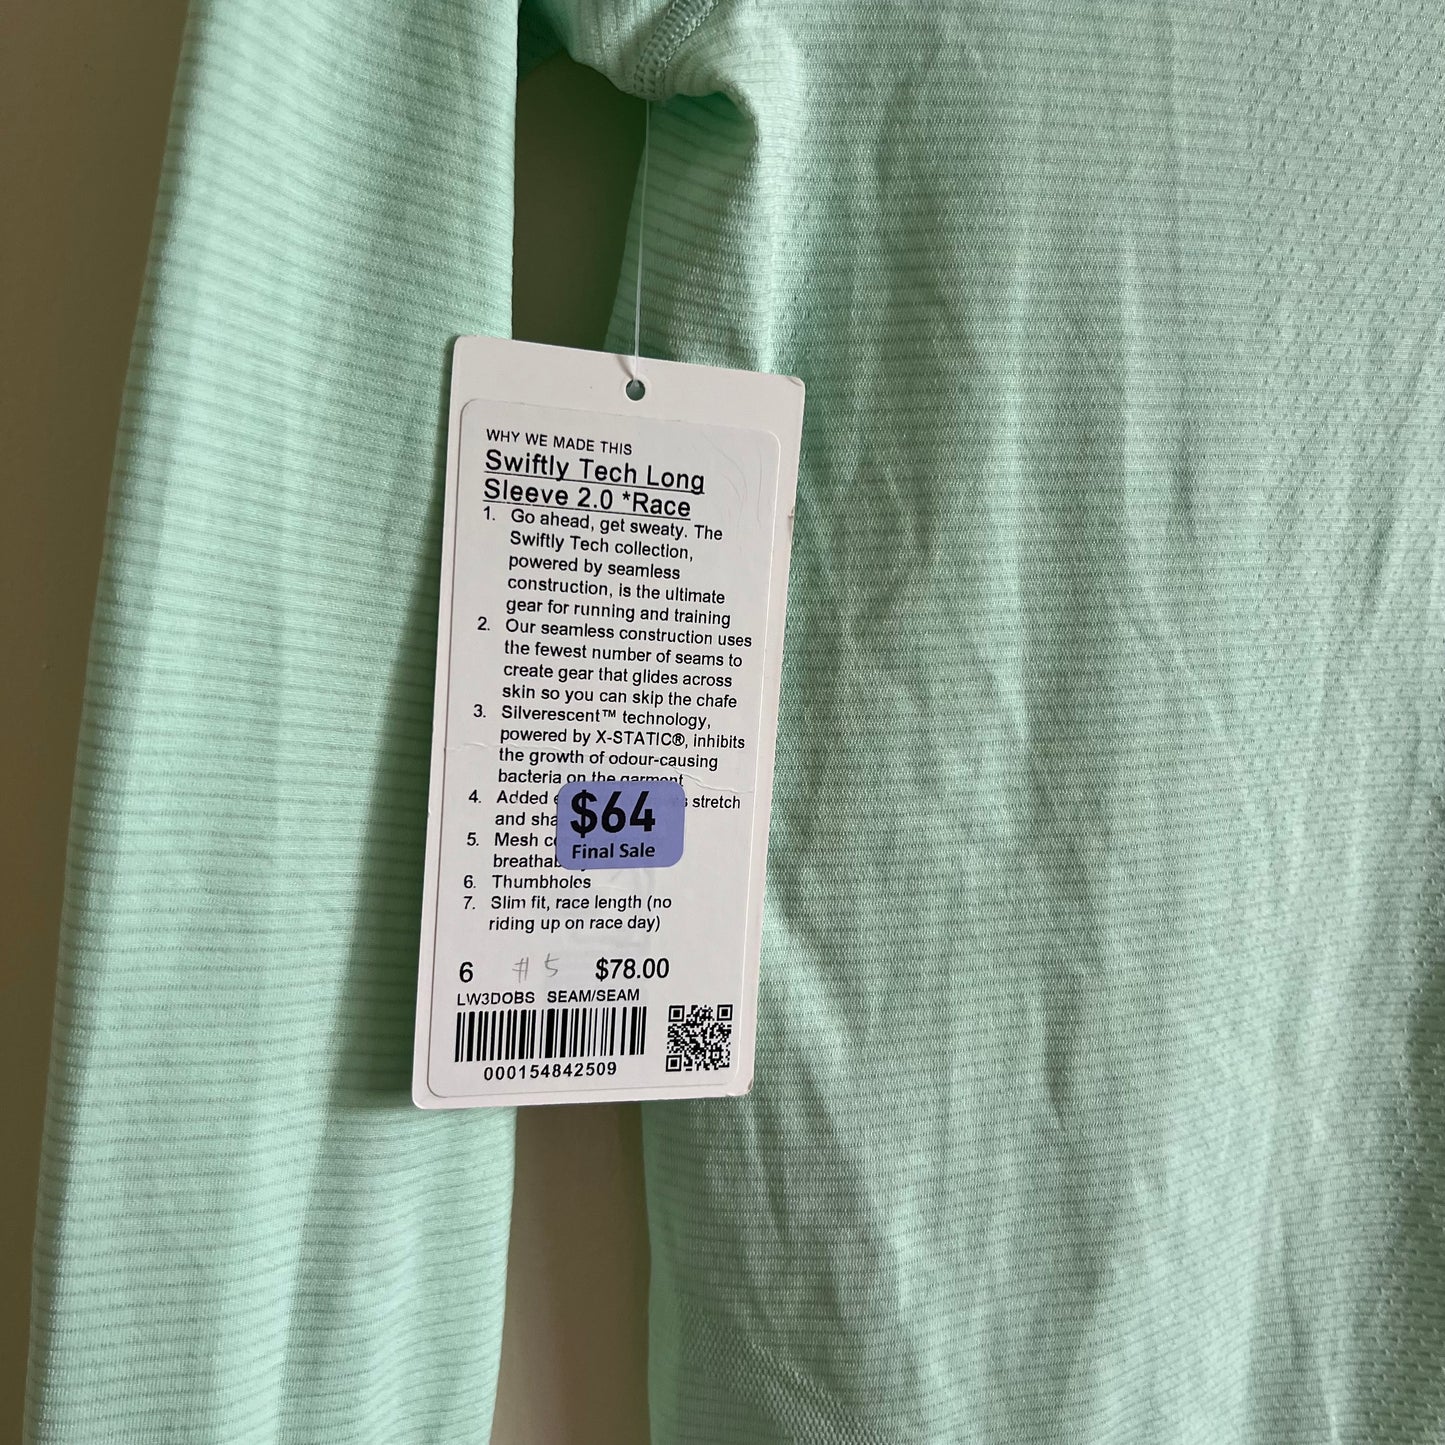 WHY WE MADE THIS
Swiftly Tech Long
Sleeve 2.0 *Race
1. Go ahead, get sweaty. The
Swiftly Tech collection,
powered by seamless
construction, is the ultimate
gear for running and training
2. Our seamless construction uses
the fewest number of seams to
create gear that glides across
skin so you can skip the chafe
3. Silverescent™ technology,
powered by X-STATIC®, inhibits
the growth of odour-causing
bacteria on the garment
4. Added stretch
and
5. Mesh
6. Thumbholes
7. Slim fit, race length (no
riding up on race day)
$64
Final Sale
6 # 5 $78.00
LW3DOBS SEAM/SEAM
000154842509